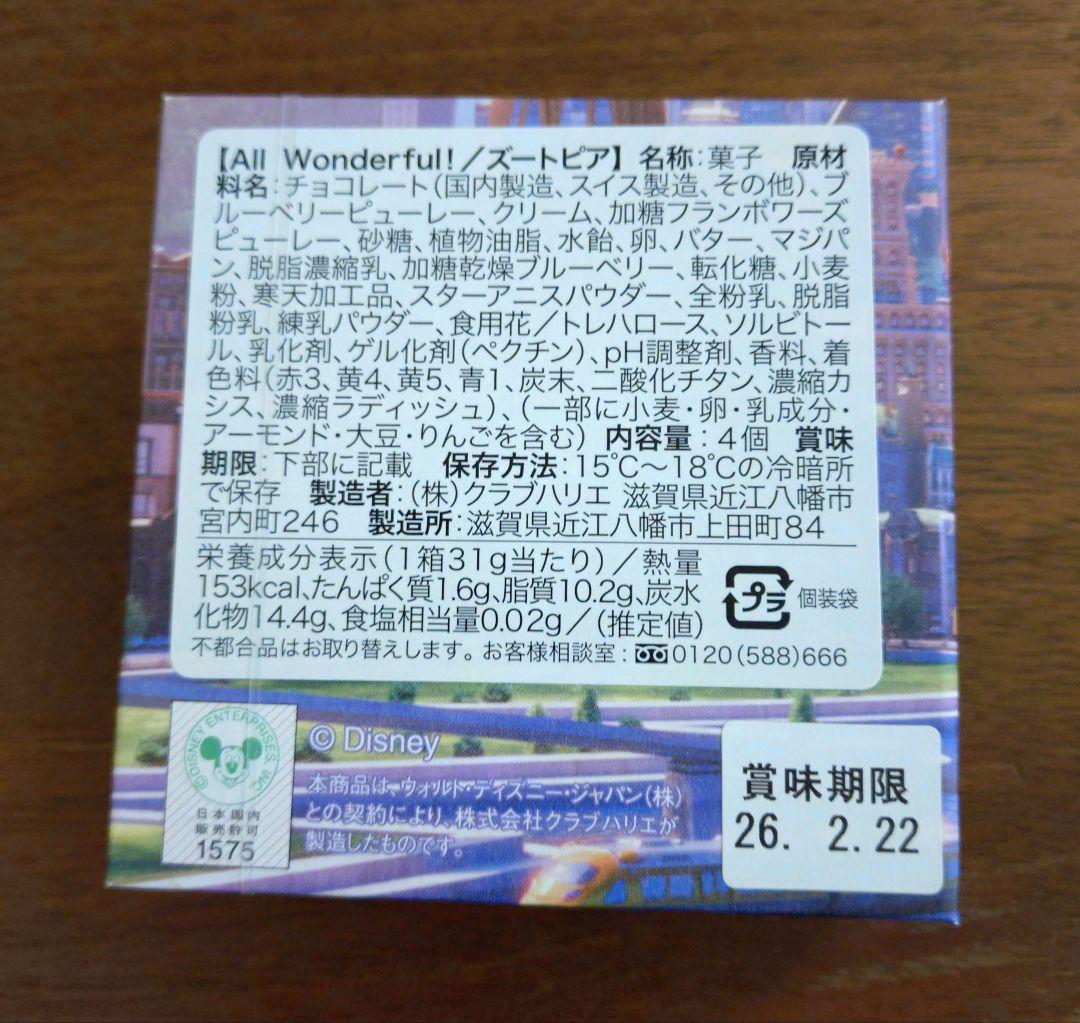 【All Wonderful!／ズートピア】 名称：菓子　原材
料名：チョコレート（国内製造、スイス製造、その他）、ブ
ルーベリーピューレー、クリーム、加糖フランボワーズ
ピューレー、砂糖、植物油脂、水飴、卵、バター、マジパ
ン、脱脂濃縮乳、加糖乾燥ブルーベリー、転化糖、小麦
粉、寒天加工品、スターアニスパウダー、全粉乳、脱脂
粉乳、練乳パウダー、食用花／トレハロース、ソルビトー
ル、乳化剤、ゲル化剤（ペクチン）、pH調整剤、香料、着
色料（赤3、黄4、黄5、青1、炭末、二酸化チタン、濃縮カ
シス、濃縮ラディッシュ）、（一部に小麦・卵・乳成分・
アーモンド・大豆・りんごを含む） 内容量：4個　賞味
期限：下部に記載　保存方法：15℃〜18℃の冷暗所
で保存　製造者：（株）クラブハリエ 滋賀県近江八幡市
宮内町246　製造所：滋賀県近江八幡市上田町84
栄養成分表示（1箱31g当たり）／熱量
153kcal、たんぱく質1.6g、脂質10.2g、炭水
化物14.4g、食塩相当量0.02g／（推定値）
プラ 個装袋
不都合品はお取り替えします。お客様相談室：0120(588)666
©DISNEY ENTERPRISES, INC.
日本国内
販売許可
1575
© Disney
本商品は、ウォルト・ディズニー・ジャパン（株）
との契約により、株式会社クラブハリエが
製造したものです。
賞味期限
26. 2.22